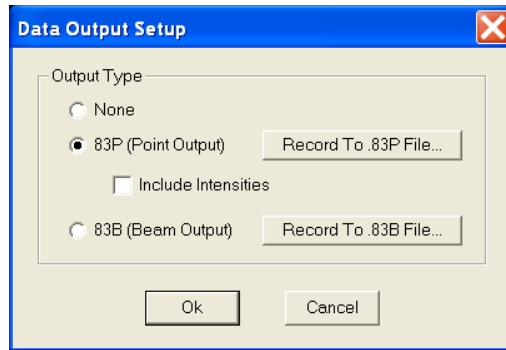 Data Output Setup
Output Type
None
83P (Point Output) Record To .83P File...
Include Intensities
83B (Beam Output) Record To .83B File...
Ok Cancel